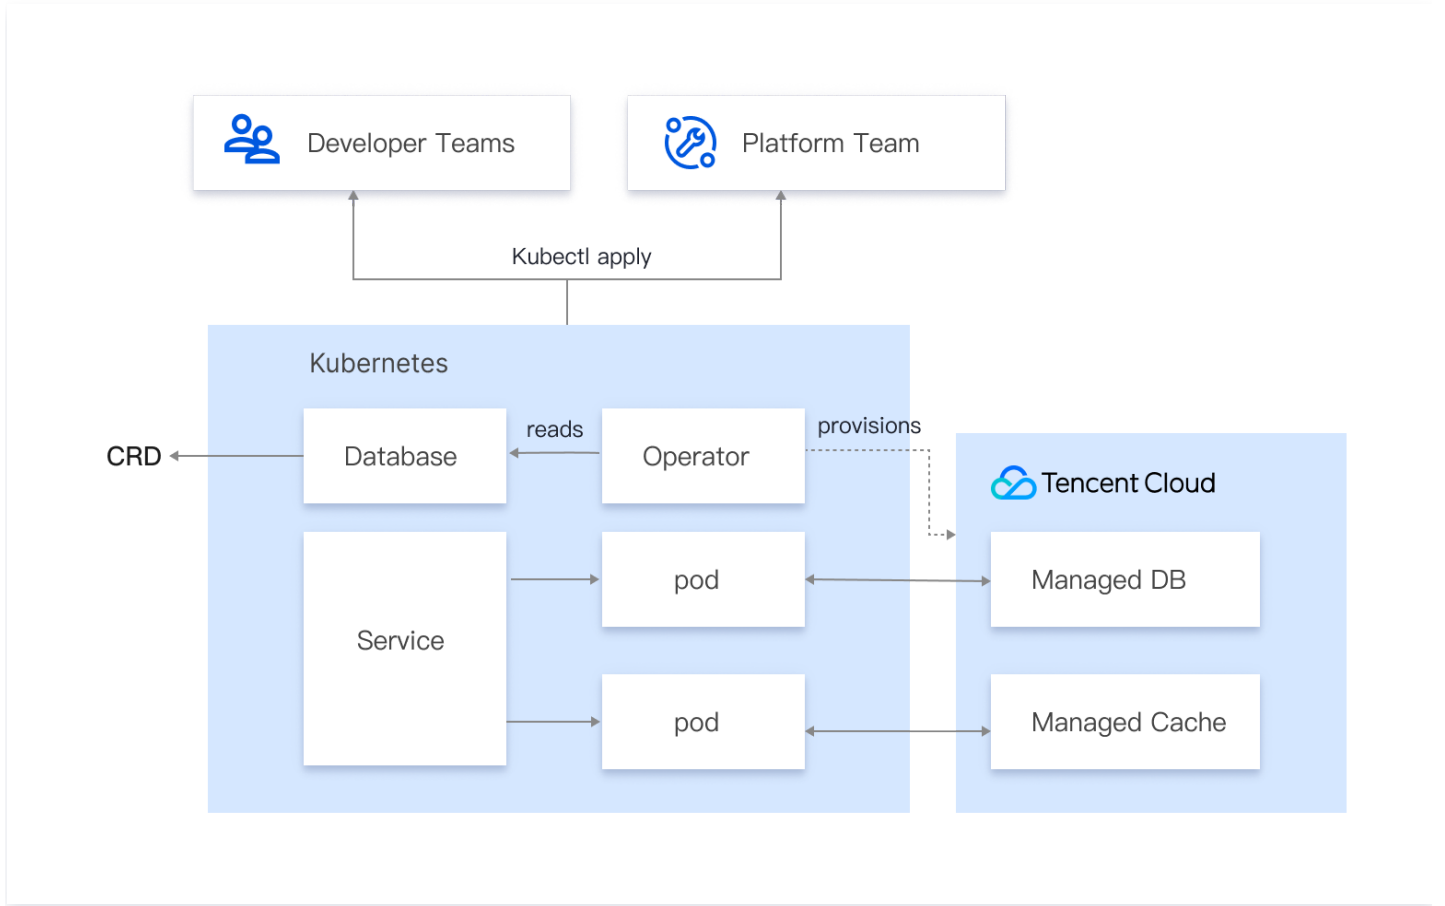 Developer Teams
Platform Team
Kubectl apply
Kubernetes
CRD
Database
reads
Operator
provisions
Tencent Cloud
Service
pod
Managed DB
pod
Managed Cache